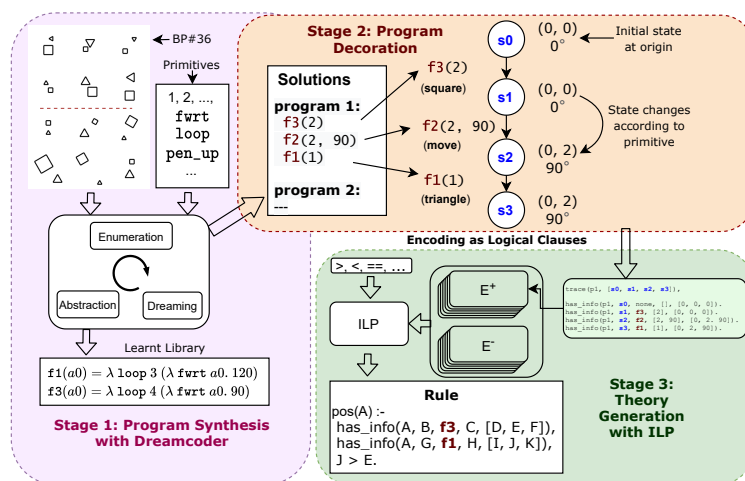 BP#36
Primitives
1, 2, ...,
fwrt
loop
pen_up
...
Enumeration
Abstraction
Dreaming
Learnt Library
f1(a0) = λ loop 3 (λ fwrt a0. 120)
f3(a0) = λ loop 4 (λ fwrt a0. 90)
Stage 1: Program Synthesis
with Dreamcoder
Stage 2: Program
Decoration
Solutions
program 1:
f3(2)
f2(2, 90)
f1(1)
program 2:
---
f3(2)
(square)
f2(2, 90)
(move)
f1(1)
(triangle)
s0
(0, 0)
0°
Initial state
at origin
s1
(0, 0)
0°
State changes
according to
primitive
s2
(0, 2)
90°
s3
(0, 2)
90°
Encoding as Logical Clauses
>, <, ==, ...
ILP
E+
E-
trace(p1, [s0, s1, s2, s3]),
has_info(p1, s0, none, [], [0, 0, 0]).
has_info(p1, s1, f3, [2], [0, 0, 0]).
has_info(p1, s2, f2, [2, 90], [0, 2. 90]).
has_info(p1, s3, f1, [1], [0, 2, 90]).
Rule
pos(A) :-
has_info(A, B, f3, C, [D, E, F]),
has_info(A, G, f1, H, [I, J, K]),
J > E.
Stage 3:
Theory
Generation
with ILP